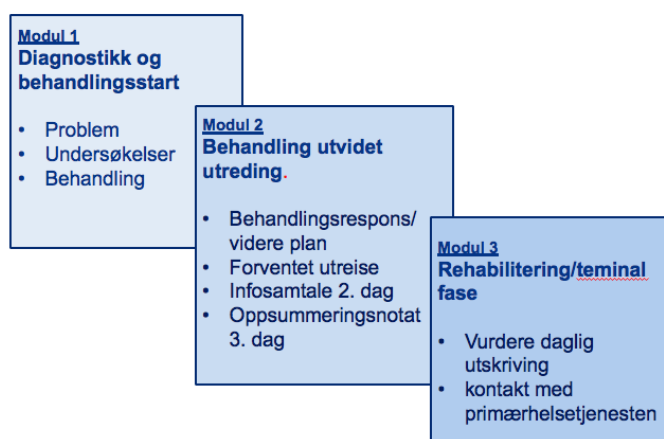 Modul 1
Diagnostikk og
behandlingsstart
• Problem
• Undersøkelser
• Behandling
Modul 2
Behandling utvidet
utreding.
• Behandlingsrespons/
videre plan
• Forventet utreise
• Infosamtale 2. dag
• Oppsummeringsnotat
3. dag
Modul 3
Rehabilitering/teminal
fase
• Vurdere daglig
utskriving
• kontakt med
primærhelsetjenesten